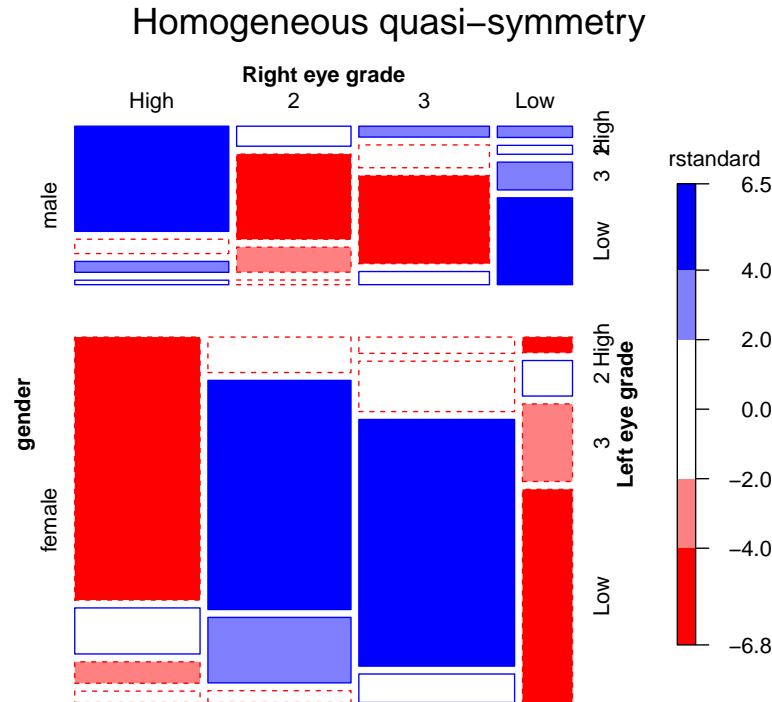 Homogeneous quasi−symmetry
Right eye grade
High 2 3 Low
rstandard
6.5
4.0
2.0
0.0
−2.0
−4.0
−6.8
gender
male
female
Left eye grade
High
2
3
Low
High
2
3
Low